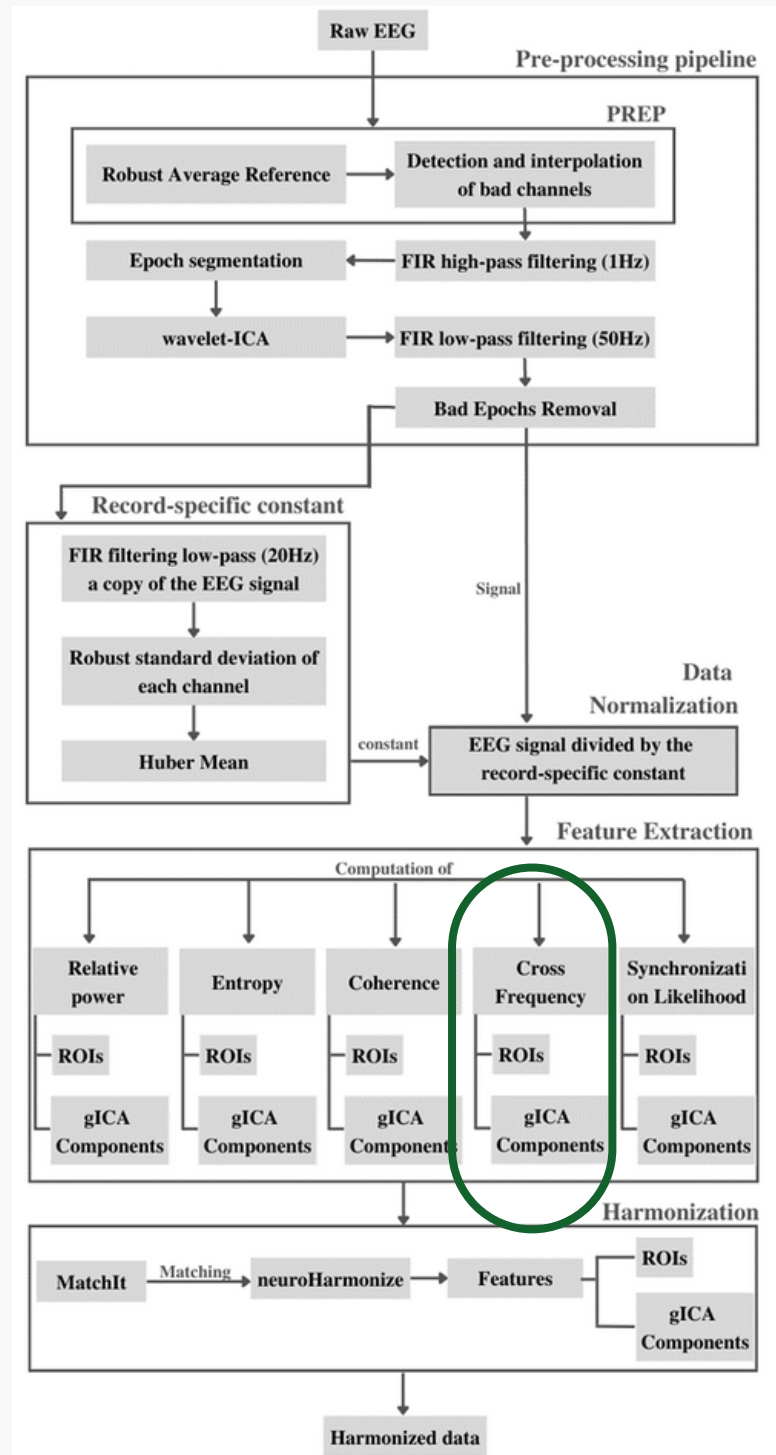 Raw EEG
Pre-processing pipeline
PREP
Robust Average Reference
Detection and interpolation
of bad channels
Epoch segmentation
FIR high-pass filtering (1Hz)
wavelet-ICA
FIR low-pass filtering (50Hz)
Bad Epochs Removal
Record-specific constant
FIR filtering low-pass (20Hz)
a copy of the EEG signal
Signal
Robust standard deviation of
each channel
Data
Normalization
Huber Mean
constant
EEG signal divided by the
record-specific constant
Feature Extraction
Computation of
Relative
power
Entropy
Coherence
Cross
Frequency
Synchronizati
on Likelihood
ROIs
ROIs
ROIs
ROIs
ROIs
gICA
Components
gICA
Components
gICA
Components
gICA
Components
gICA
Components
Harmonization
MatchIt
Matching
neuroHarmonize
Features
ROIs
gICA
Components
Harmonized data